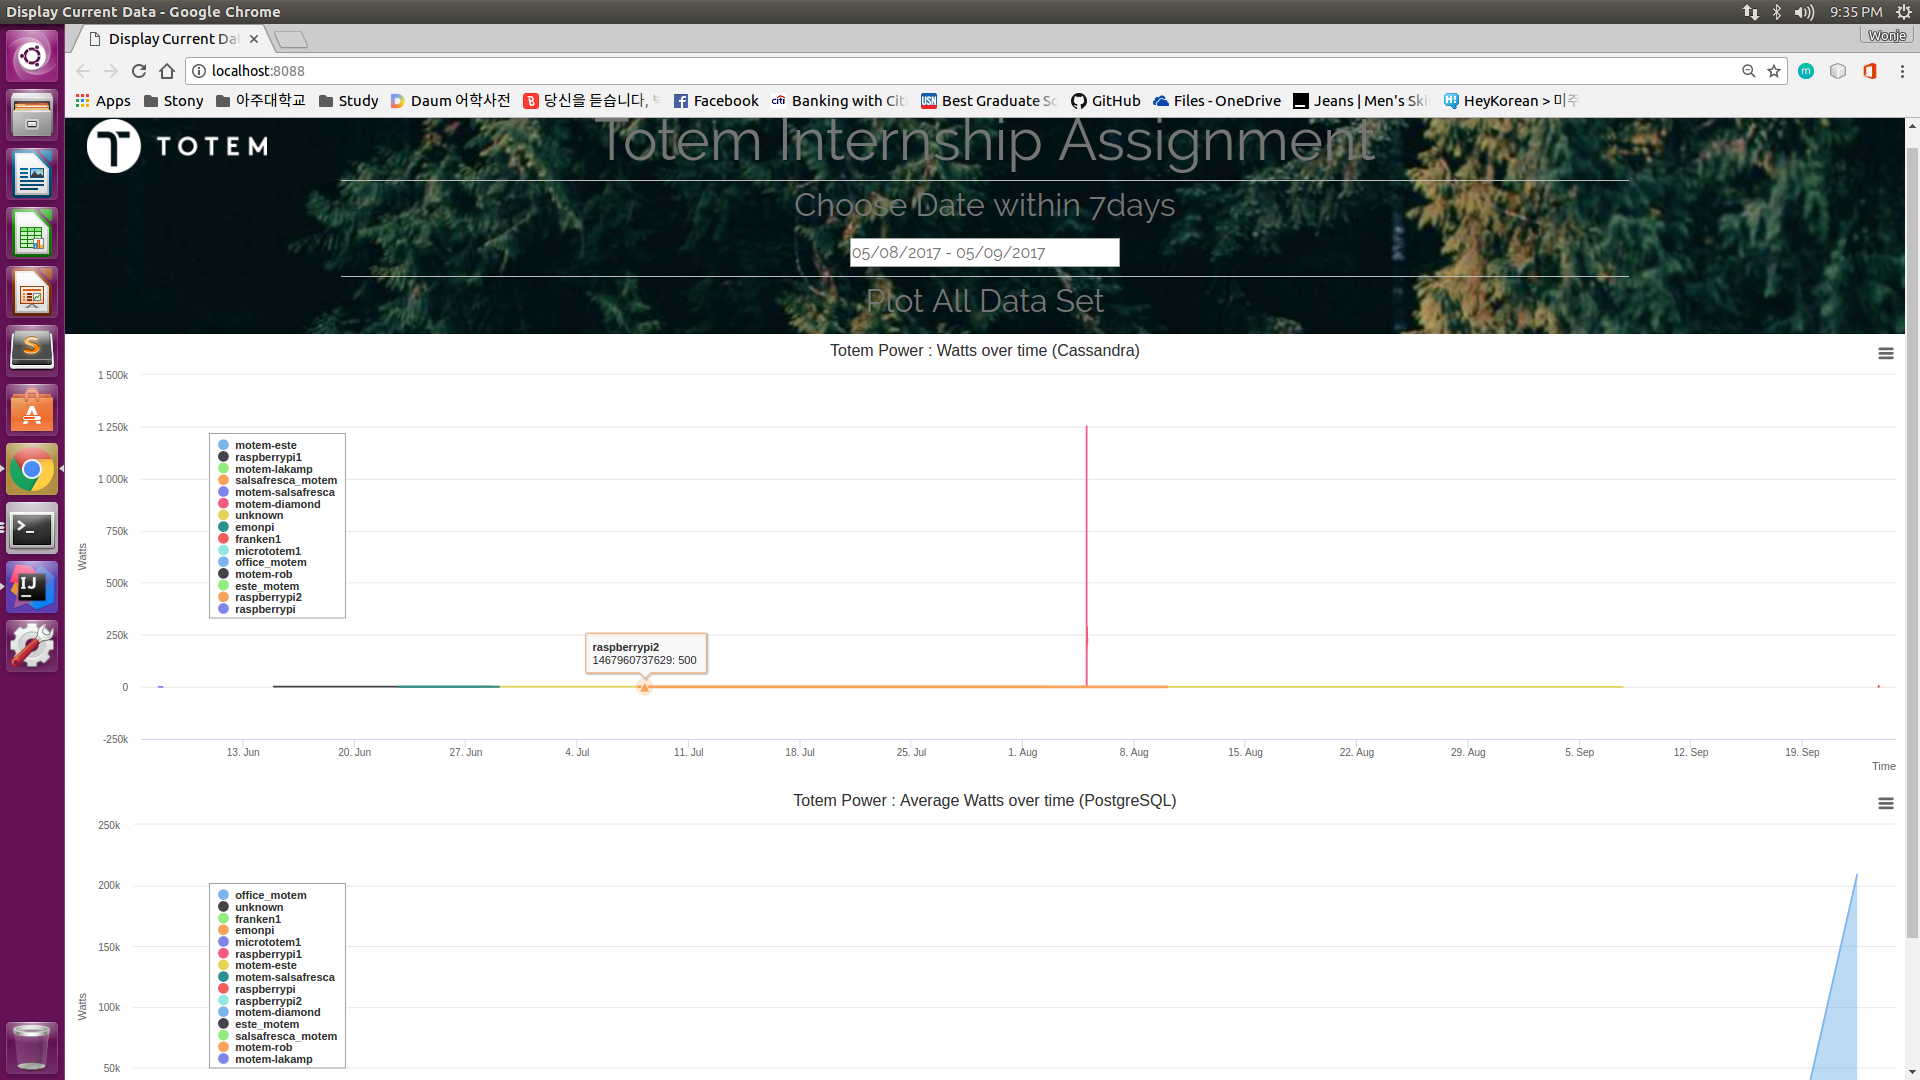 Display Current Data - Google Chrome
9:35 PM
Display Current Da
Wonje
localhost:8088
Apps
Stony
아주대학교
Study
Daum 어학사전
당신을 듣습니다,
Facebook
Banking with Citi
Best Graduate Sc
GitHub
Files - OneDrive
Jeans | Men's Ski
HeyKorean > 미주
TOTEM
Totem Internship Assignment
Choose Date within 7days
05/08/2017 - 05/09/2017
Plot All Data Set
Totem Power : Watts over time (Cassandra)
1 500k
1 250k
1 000k
750k
500k
250k
0
-250k
Watts
motem-este
raspberrypi1
motem-lakamp
salsafresca_motem
motem-salsafresca
motem-diamond
unknown
emonpi
franken1
micrototem1
office_motem
motem-rob
este_motem
raspberrypi2
raspberrypi
raspberrypi2
1467960737629: 500
13. Jun
20. Jun
27. Jun
4. Jul
11. Jul
18. Jul
25. Jul
1. Aug
8. Aug
15. Aug
22. Aug
29. Aug
5. Sep
12. Sep
19. Sep
Time
Totem Power : Average Watts over time (PostgreSQL)
250k
200k
150k
100k
50k
Watts
office_motem
unknown
franken1
emonpi
micrototem1
raspberrypi1
motem-este
motem-salsafresca
raspberrypi
raspberrypi2
motem-diamond
este_motem
salsafresca_motem
motem-rob
motem-lakamp